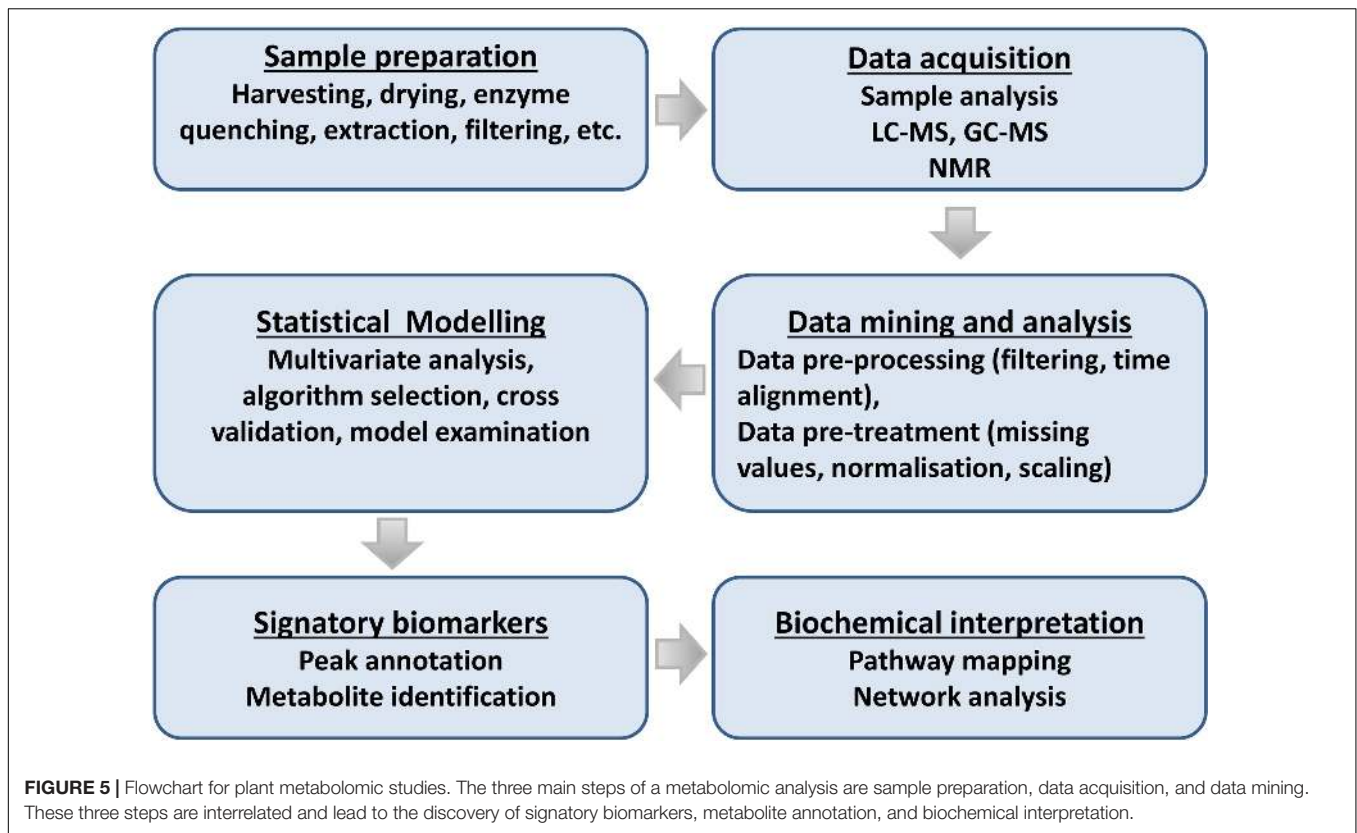 Sample preparation
Harvesting, drying, enzyme
quenching, extraction, filtering, etc.
Data acquisition
Sample analysis
LC-MS, GC-MS
NMR
Data mining and analysis
Data pre-processing (filtering, time
alignment),
Data pre-treatment (missing
values, normalisation, scaling)
Statistical Modelling
Multivariate analysis,
algorithm selection, cross
validation, model examination
Signatory biomarkers
Peak annotation
Metabolite identification
Biochemical interpretation
Pathway mapping
Network analysis
FIGURE 5 | Flowchart for plant metabolomic studies. The three main steps of a metabolomic analysis are sample preparation, data acquisition, and data mining.
These three steps are interrelated and lead to the discovery of signatory biomarkers, metabolite annotation, and biochemical interpretation.